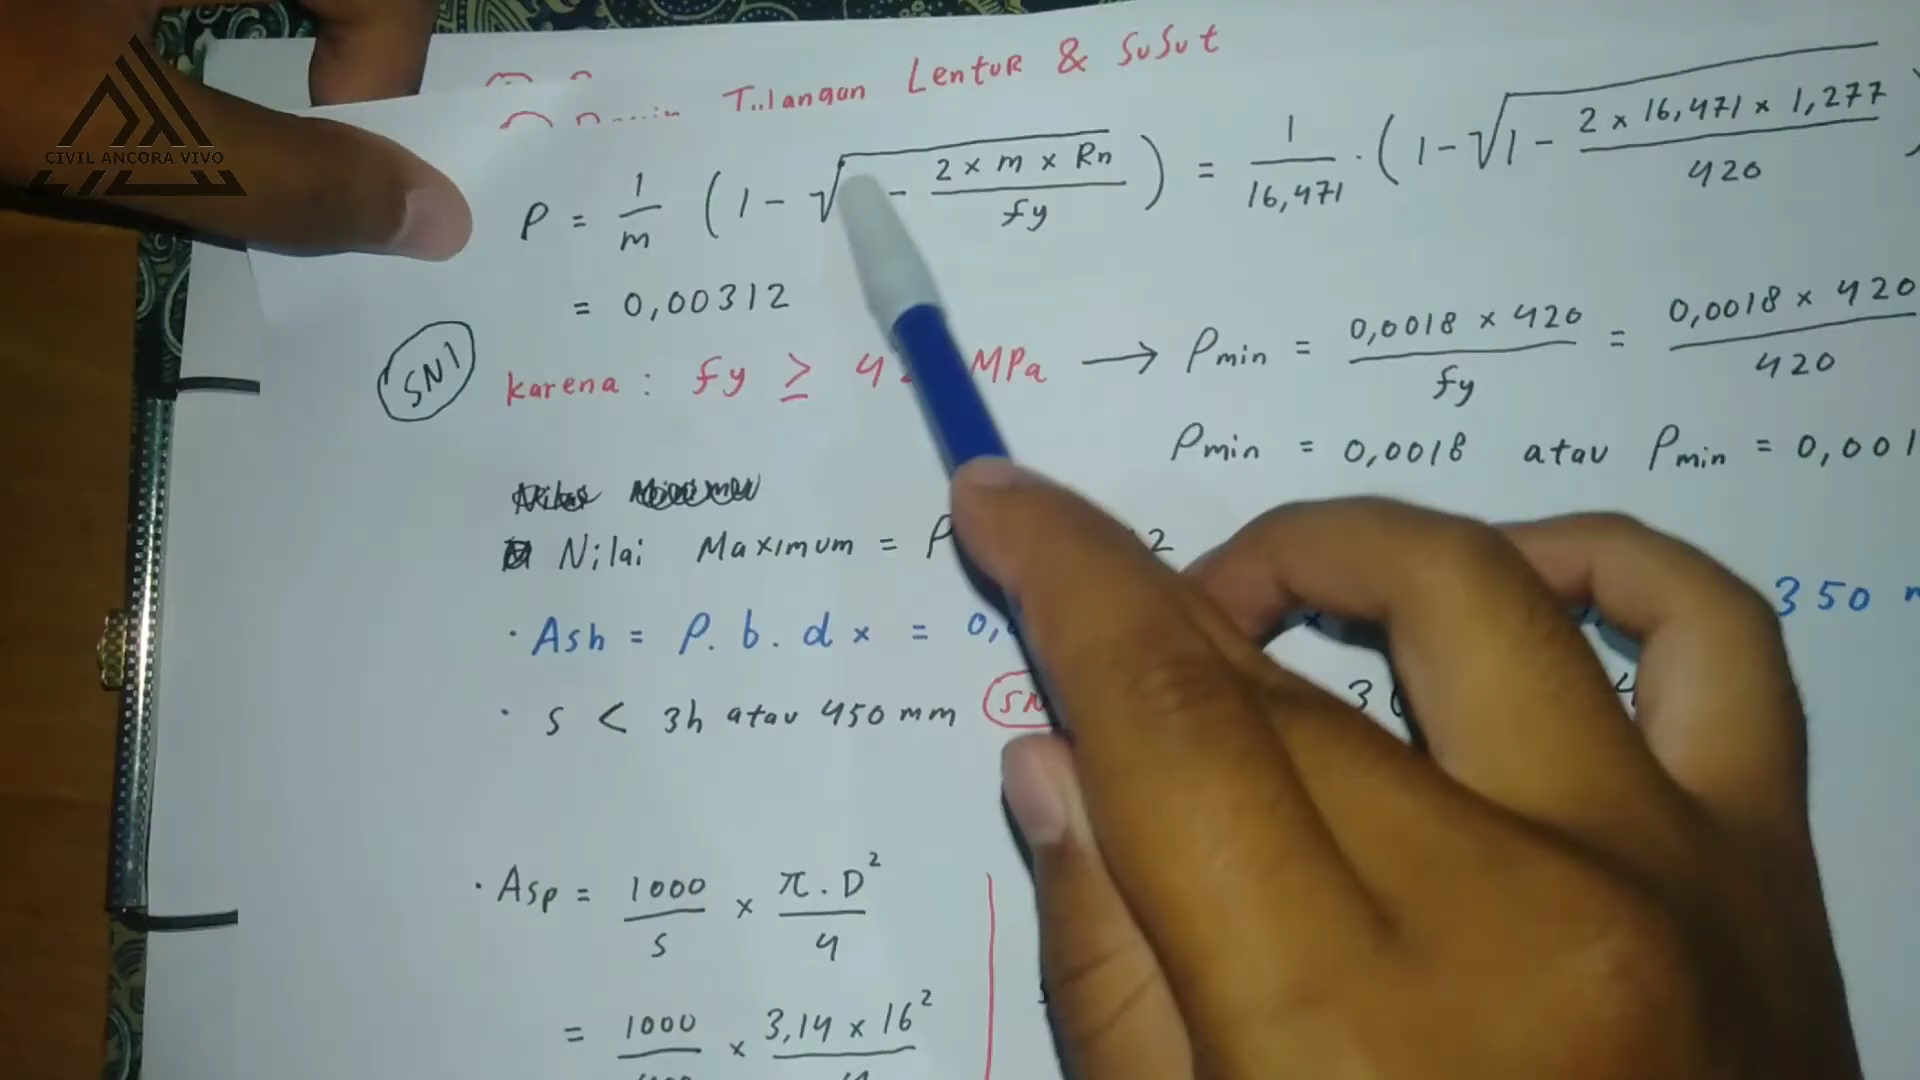 CIVIL ANCORA VIVO
Tulangan Lentur & Susut
ρ = 1/m (1 - √ - 2 × m × Rn / fy) = 1/16,471 . (1 - √1 - 2 × 16,471 × 1,277 / 420)
= 0,00312
SNI
karena : fy ≥ 4 MPa → ρmin = 0,0018 × 420 / fy = 0,0018 × 420 / 420
ρmin = 0,0018 atau ρmin = 0,001
Nilai Maximum = ρ 2
. Ash = ρ. b. d x = 0, × 350
. s < 3h atau 450 mm
. Asp = 1000/s × π . D²/4
= 1000 × 3,14 × 16²